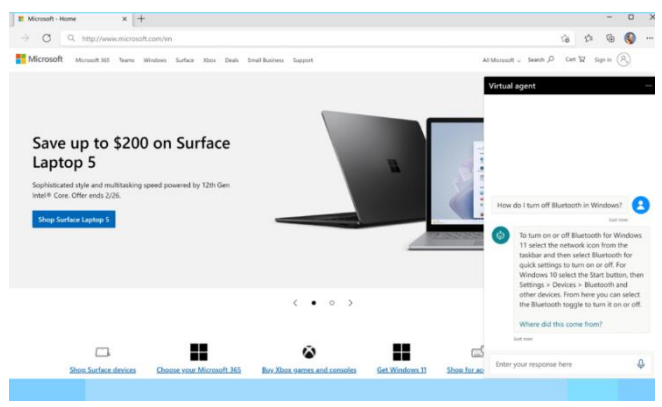 Microsoft - Home
http://www.microsoft.com/en
Microsoft Microsoft 365 Teams Windows Surface Xbox Deals Small Business Support All Microsoft Search Cart Sign in
Virtual agent
Save up to $200 on Surface
Laptop 5
Sophisticated style and multitasking speed powered by 12th Gen
Intel® Core. Offer ends 2/26.
Shop Surface Laptop 5
How do I turn off Bluetooth in Windows?
Just now
To turn on or off Bluetooth for Windows
11 select the network icon from the
taskbar and then select Bluetooth for
quick settings to turn on or off. For
Windows 10 select the Start button, then
Settings > Devices > Bluetooth and
other devices. From here you can select
the Bluetooth toggle to turn it on or off.
Where did this come from?
Just now
Enter your response here
Shop Surface devices Choose your Microsoft 365 Buy Xbox games and consoles Get Windows 11 Shop for ac